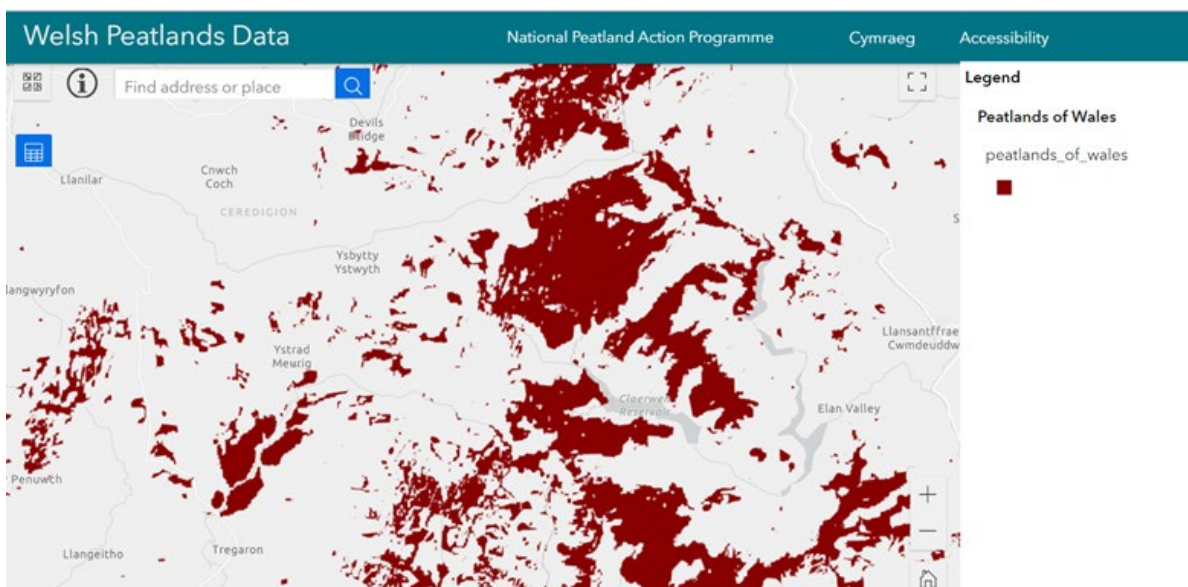 Welsh Peatlands Data
National Peatland Action Programme
Cymraeg
Accessibility
Find address or place
Legend
Peatlands of Wales
peatlands_of_wales
Devils
Bridge
Llanilar
Cnwch
Coch
CEREDIGION
S
Ysbytty
Ystwyth
langwyryfon
Llansantffrae
Cwmdeuddw
Ystrad
Meurig
Claerwen
Reservoir
Elan Valley
Penuwch
Llangeitho
Tregaron
+
−